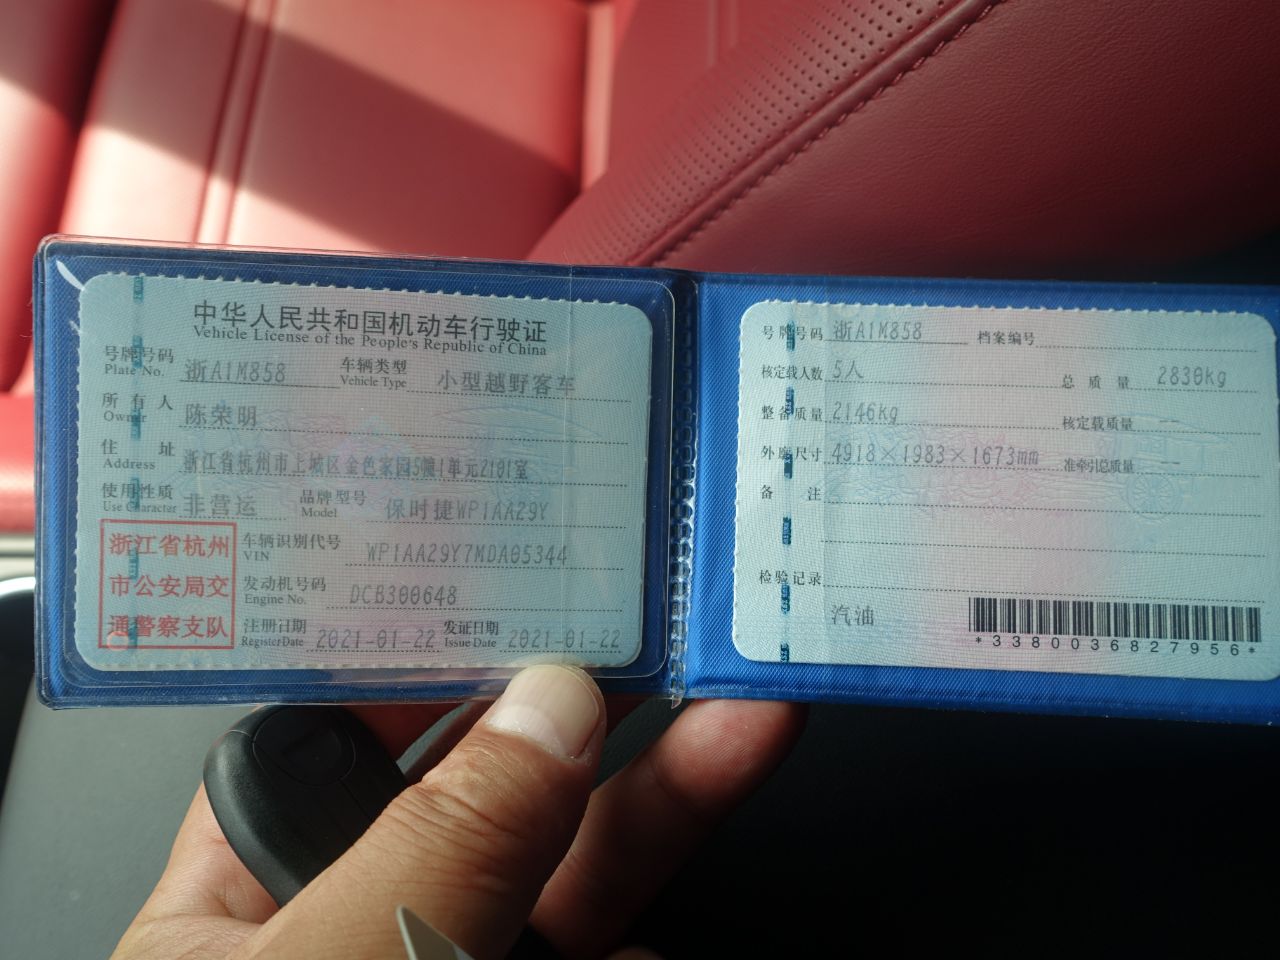 中华人民共和国机动车行驶证
Vehicle License of the People's Republic of China
号牌号码 浙A1M858 车辆类型 小型越野客车
Plate No. Vehicle Type
所有人 陈荣明
Owner
住址 浙江省杭州市上城区金色家园5幢1单元2101室
Address
使用性质 非营运 品牌型号 保时捷WP1AA29Y
Use Character Model
浙江省杭州
市公安局交
通警察支队
车辆识别代号 WP1AA29Y7MDA05344
VIN
发动机号码 DCB300648
Engine No.
注册日期 2021-01-22 发证日期 2021-01-22
Register Date Issue Date
号牌号码 浙A1M858 档案编号
核定载人数 5人 总质量 2830kg
整备质量 2146kg 核定载质量 --
外廓尺寸 4918×1983×1673mm 准牵引总质量 --
备注
检验记录
汽油
*3380036827956*